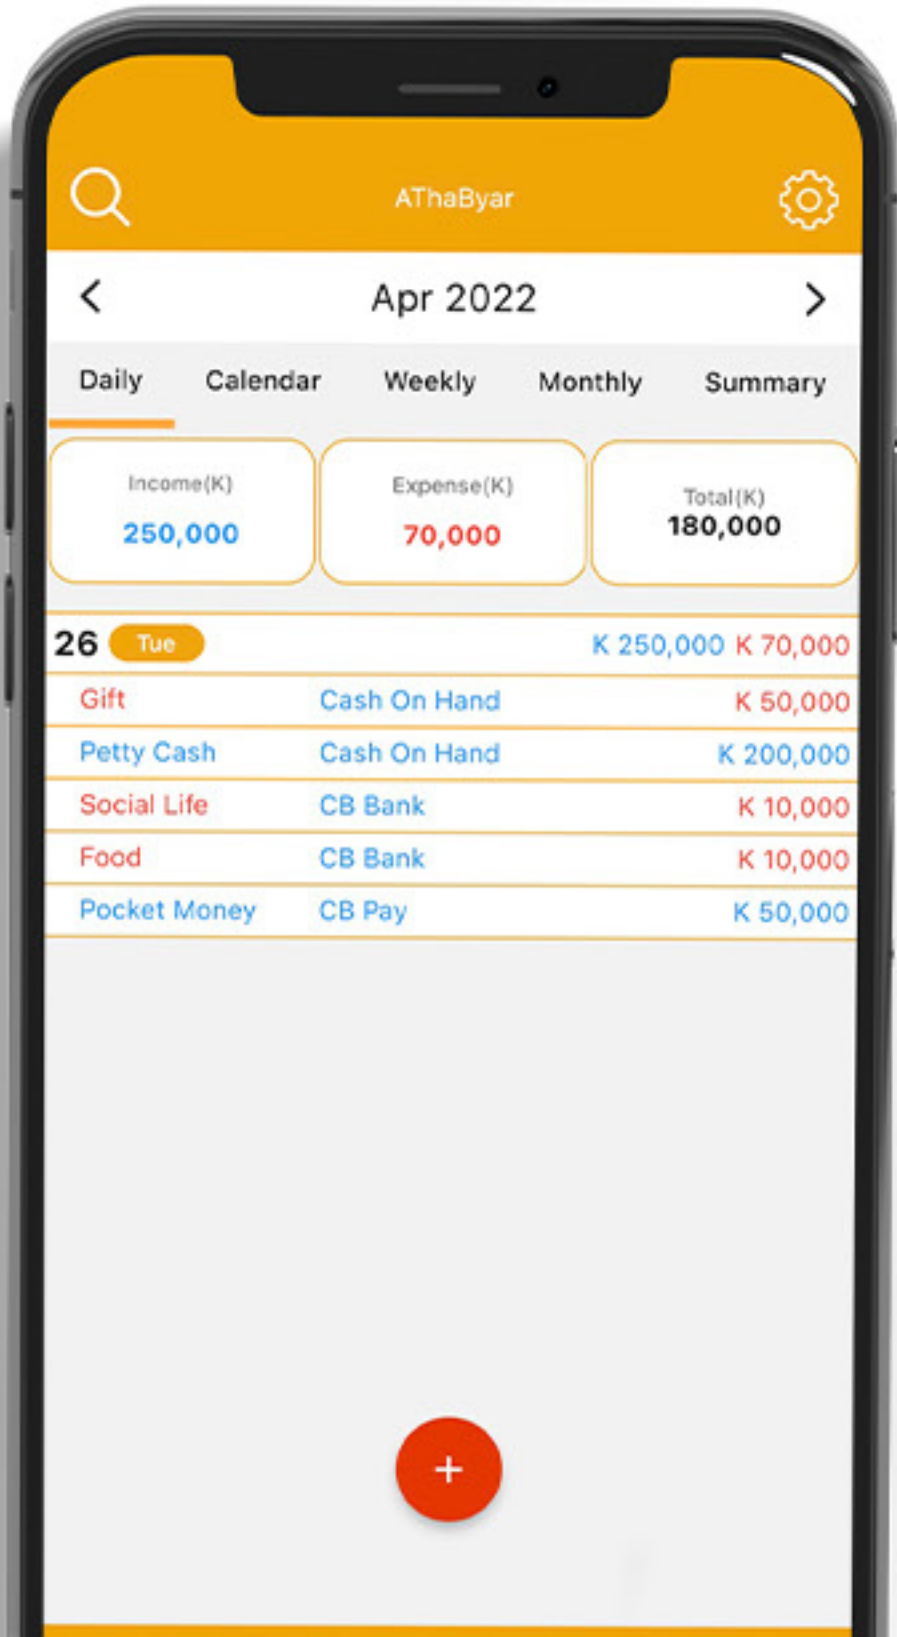 AThaByar
Apr 2022
Daily Calendar Weekly Monthly Summary
Income(K) Expense(K) Total(K)
250,000 70,000 180,000
26 Tue K 250,000 K 70,000
Gift Cash On Hand K 50,000
Petty Cash Cash On Hand K 200,000
Social Life CB Bank K 10,000
Food CB Bank K 10,000
Pocket Money CB Pay K 50,000